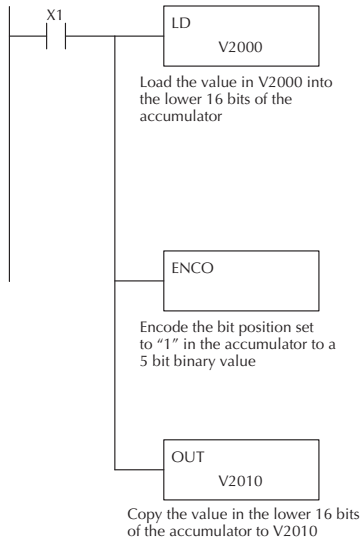 X1
LD
V2000
Load the value in V2000 into
the lower 16 bits of the
accumulator
ENCO
Encode the bit position set
to “1” in the accumulator to a
5 bit binary value
OUT
V2010
Copy the value in the lower 16 bits
of the accumulator to V2010